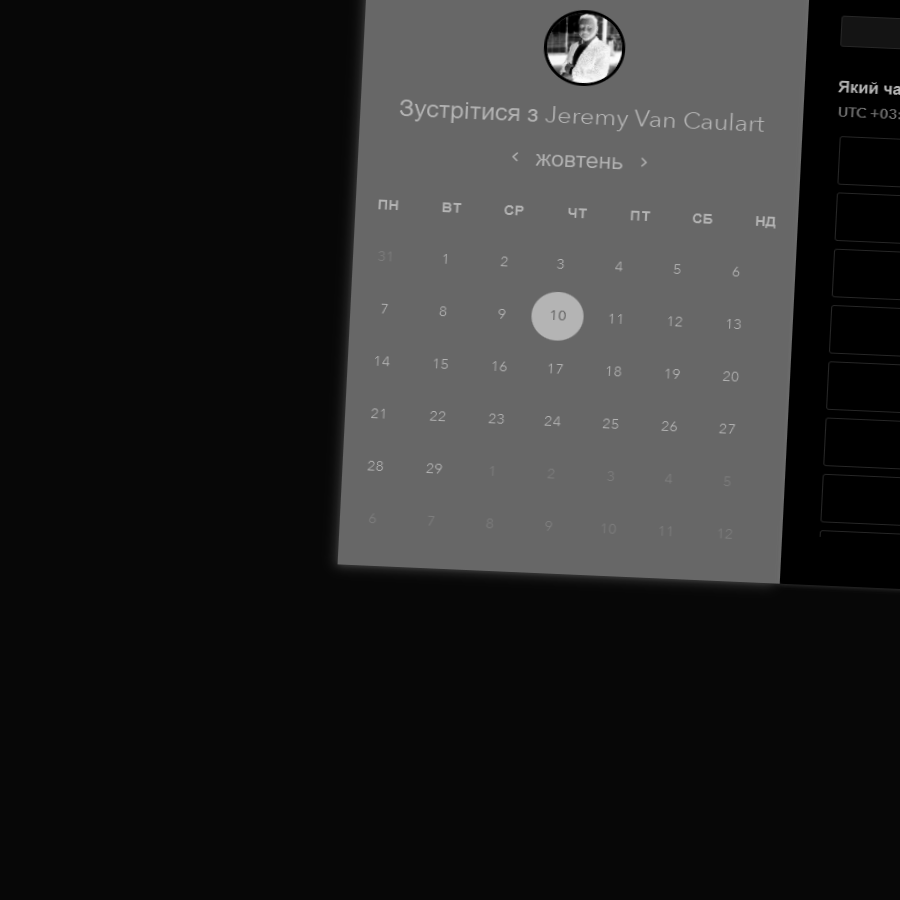 Зустрітися з Jeremy Van Caulart
‹ жовтень ›
ПН ВТ СР ЧТ ПТ СБ НД
31 1 2 3 4 5 6
7 8 9 10 11 12 13
14 15 16 17 18 19 20
21 22 23 24 25 26 27
28 29 1 2 3 4 5
6 7 8 9 10 11 12
Який ча
UTC +03: